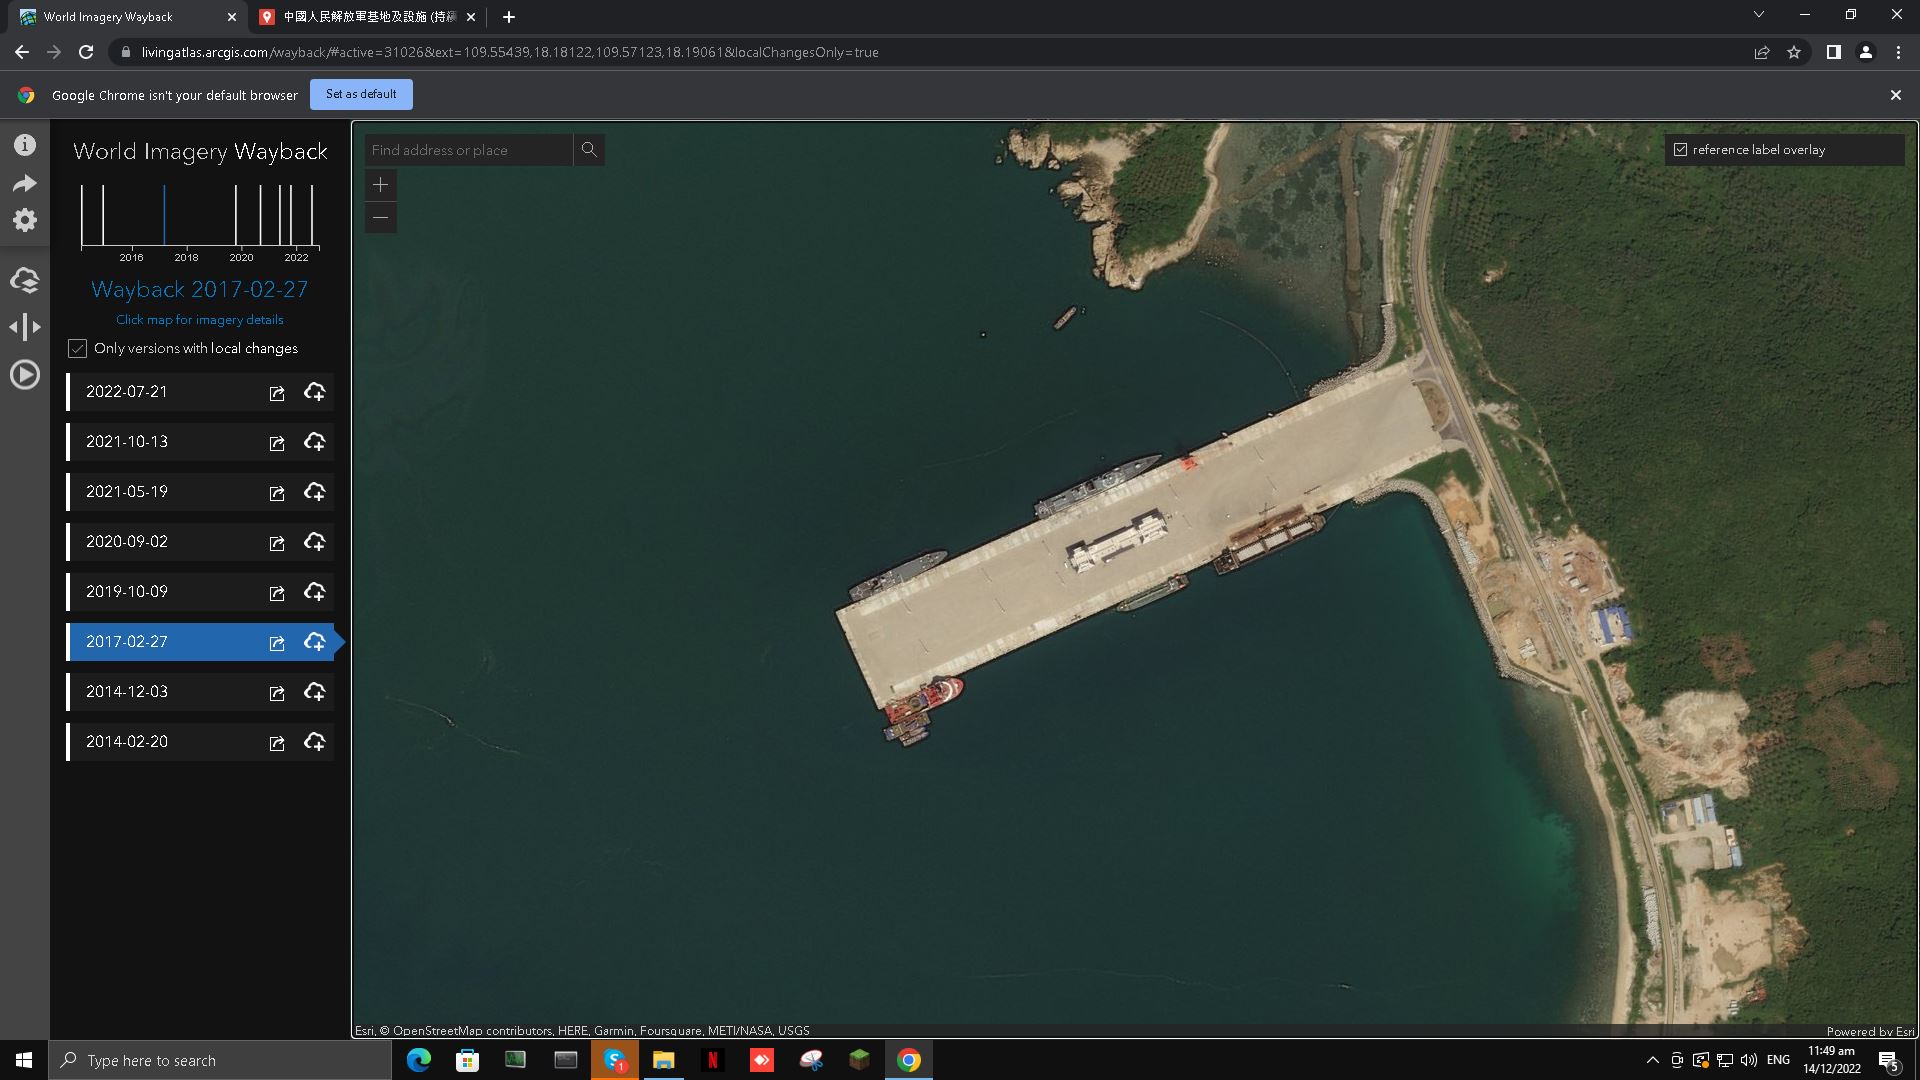 World Imagery Wayback
中國人民解放軍基地及設施 (持續
livingatlas.arcgis.com/wayback/#active=31026&ext=109.55439,18.18122,109.57123,18.19061&localChangesOnly=true
Google Chrome isn't your default browser
Set as default
World Imagery Wayback
2016 2018 2020 2022
Wayback 2017-02-27
Click map for imagery details
Only versions with local changes
2022-07-21
2021-10-13
2021-05-19
2020-09-02
2019-10-09
2017-02-27
2014-12-03
2014-02-20
Find address or place
reference label overlay
Esri, © OpenStreetMap contributors, HERE, Garmin, Foursquare, METI/NASA, USGS
Powered by Esri
Type here to search
S
1
N
ENG
11:49 am
14/12/2022
5